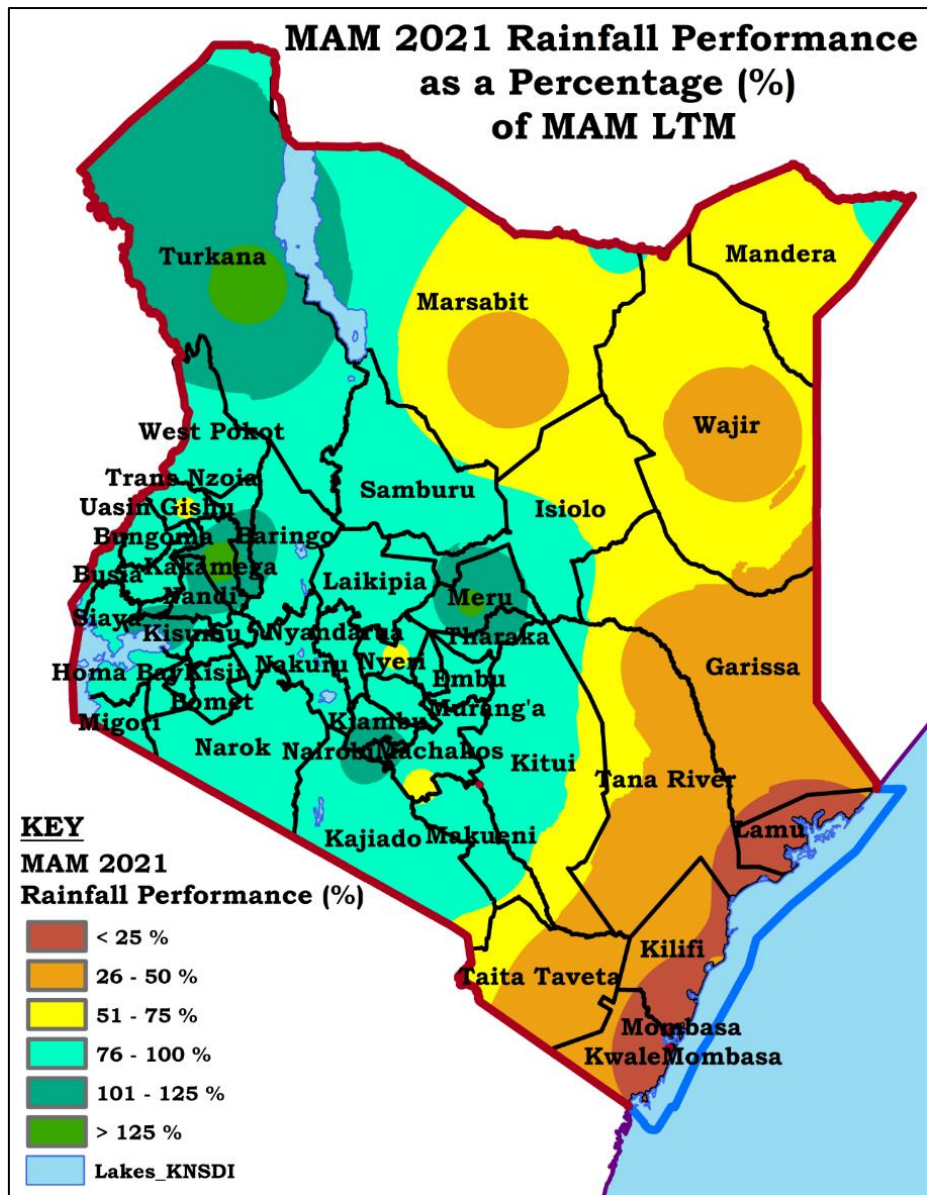 MAM 2021 Rainfall Performance
as a Percentage (%)
of MAM LTM
Turkana
Mandera
Marsabit
Wajir
West Pokot
Trans Nzoia
Samburu
Uasin Gishu
Isiolo
Bungoma
Baringo
Kakamega
Busia
Laikipia
Meru
Nandi
Siaya
Kisumu
Nyandarua
Tharaka
Homa Bay
Kisii
Nakuru
Nyeri
Embu
Garissa
Bomet
Migori
Murang'a
Kiambu
Narok
Nairobi
Machakos
Kitui
Tana River
Kajiado
Makueni
Lamu
Kilifi
Taita Taveta
Mombasa
Kwale
Mombasa
KEY
MAM 2021
Rainfall Performance (%)
< 25 %
26 - 50 %
51 - 75 %
76 - 100 %
101 - 125 %
> 125 %
Lakes_KNSDI